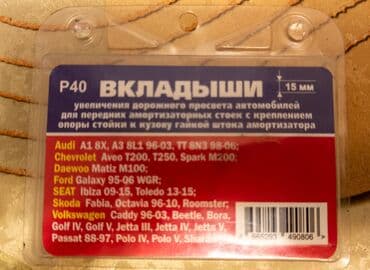 P40 ВКЛАДЫШИ 15 мм
увеличения дорожного просвета автомобилей
для передних амортизаторных стоек с креплением
опоры стойки к кузову гайкой штока амортизатора
Audi A1 8X, A3 8L1 96-03, TT 8N3 98-06;
Chevrolet Aveo T200, T250, Spark M200;
Daewoo Matiz M100;
Ford Galaxy 95-06 WGR;
SEAT Ibiza 09-15, Toledo 13-15;
Skoda Fabia, Octavia 96-10, Roomster;
Volkswagen Caddy 96-03, Beetle, Bora,
Golf IV, Golf V, Jetta III, Jetta IV, Jetta V,
Passat 88-97, Polo IV, Polo V,
490806